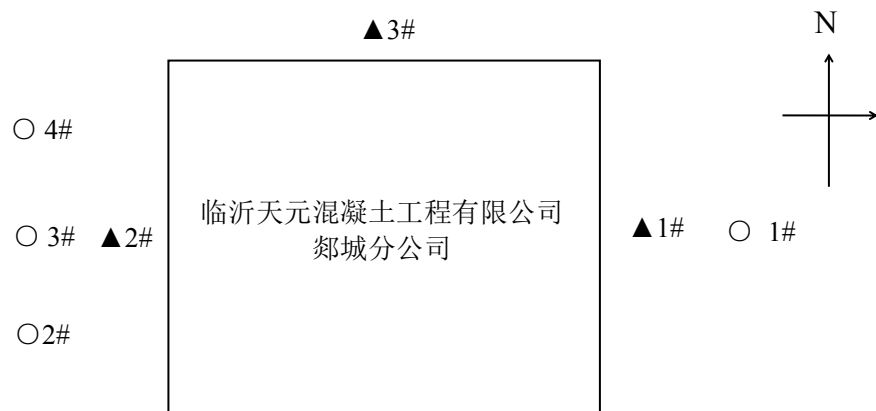 ▲3#
N
○ 4#
临沂天元混凝土工程有限公司
郯城分公司
○ 3#
▲2#
▲1#
○ 1#
○2#